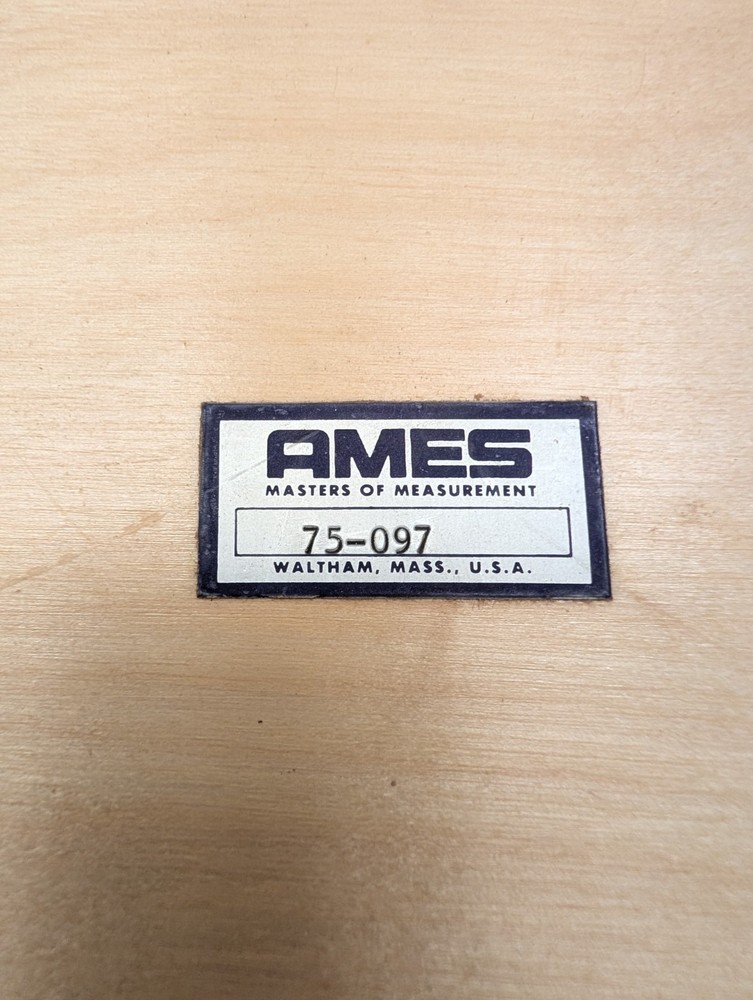 AMES
MASTERS OF MEASUREMENT
75-097
WALTHAM, MASS., U.S.A.